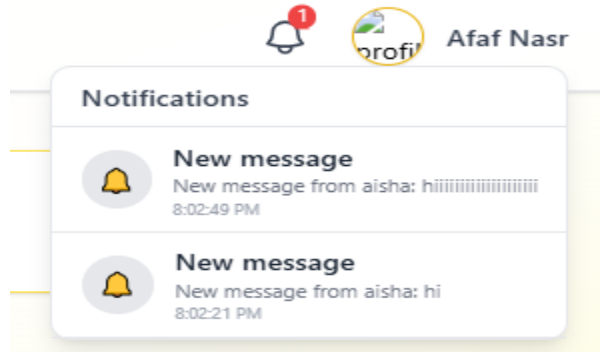 1
profil
Afaf Nasr
Notifications
New message
New message from aisha: hiiiiiiiiiiiiiiiiiiii
8:02:49 PM
New message
New message from aisha: hi
8:02:21 PM